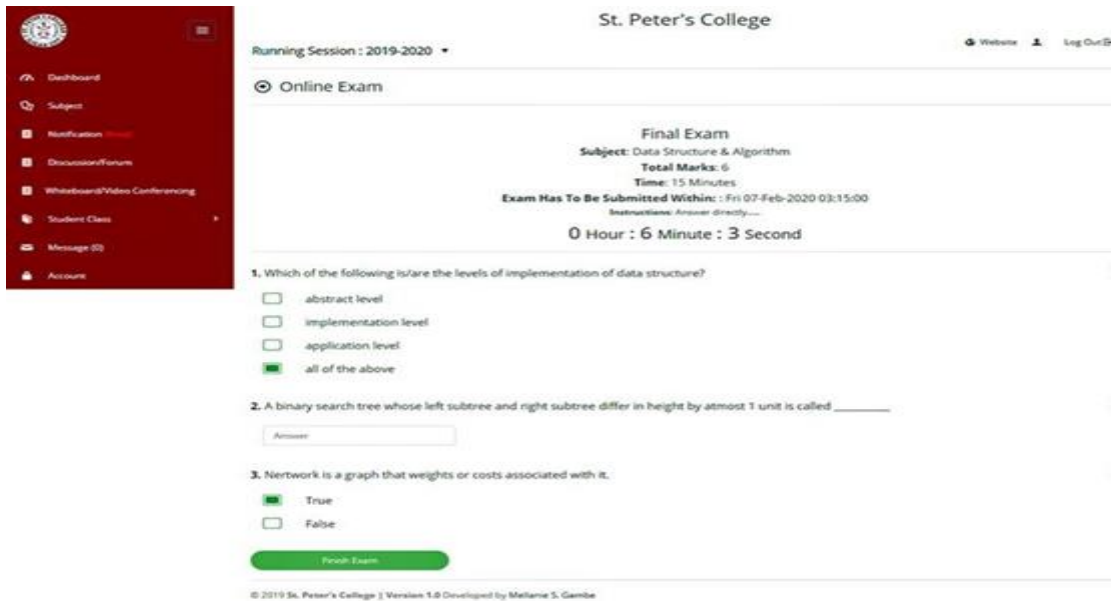 St. Peter's College
Running Session : 2019-2020
Website
Log Out
Dashboard
Subject
Notification
Discussion/Forum
Whiteboard/Video Conferencing
Student Class
Message (0)
Account
Online Exam
Final Exam
Subject: Data Structure & Algorithm
Total Marks: 6
Time: 15 Minutes
Exam Has To Be Submitted Within: : Fri 07-Feb-2020 03:15:00
Instructions: Answer directly....
0 Hour : 6 Minute : 3 Second
1. Which of the following is/are the levels of implementation of data structure?
abstract level
implementation level
application level
all of the above
2. A binary search tree whose left subtree and right subtree differ in height by atmost 1 unit is called _________
Answer
3. Nertwork is a graph that weights or costs associated with it.
True
False
Finish Exam
© 2019 St. Peter's College | Version 1.0 Developed by Mellanie S. Gambe